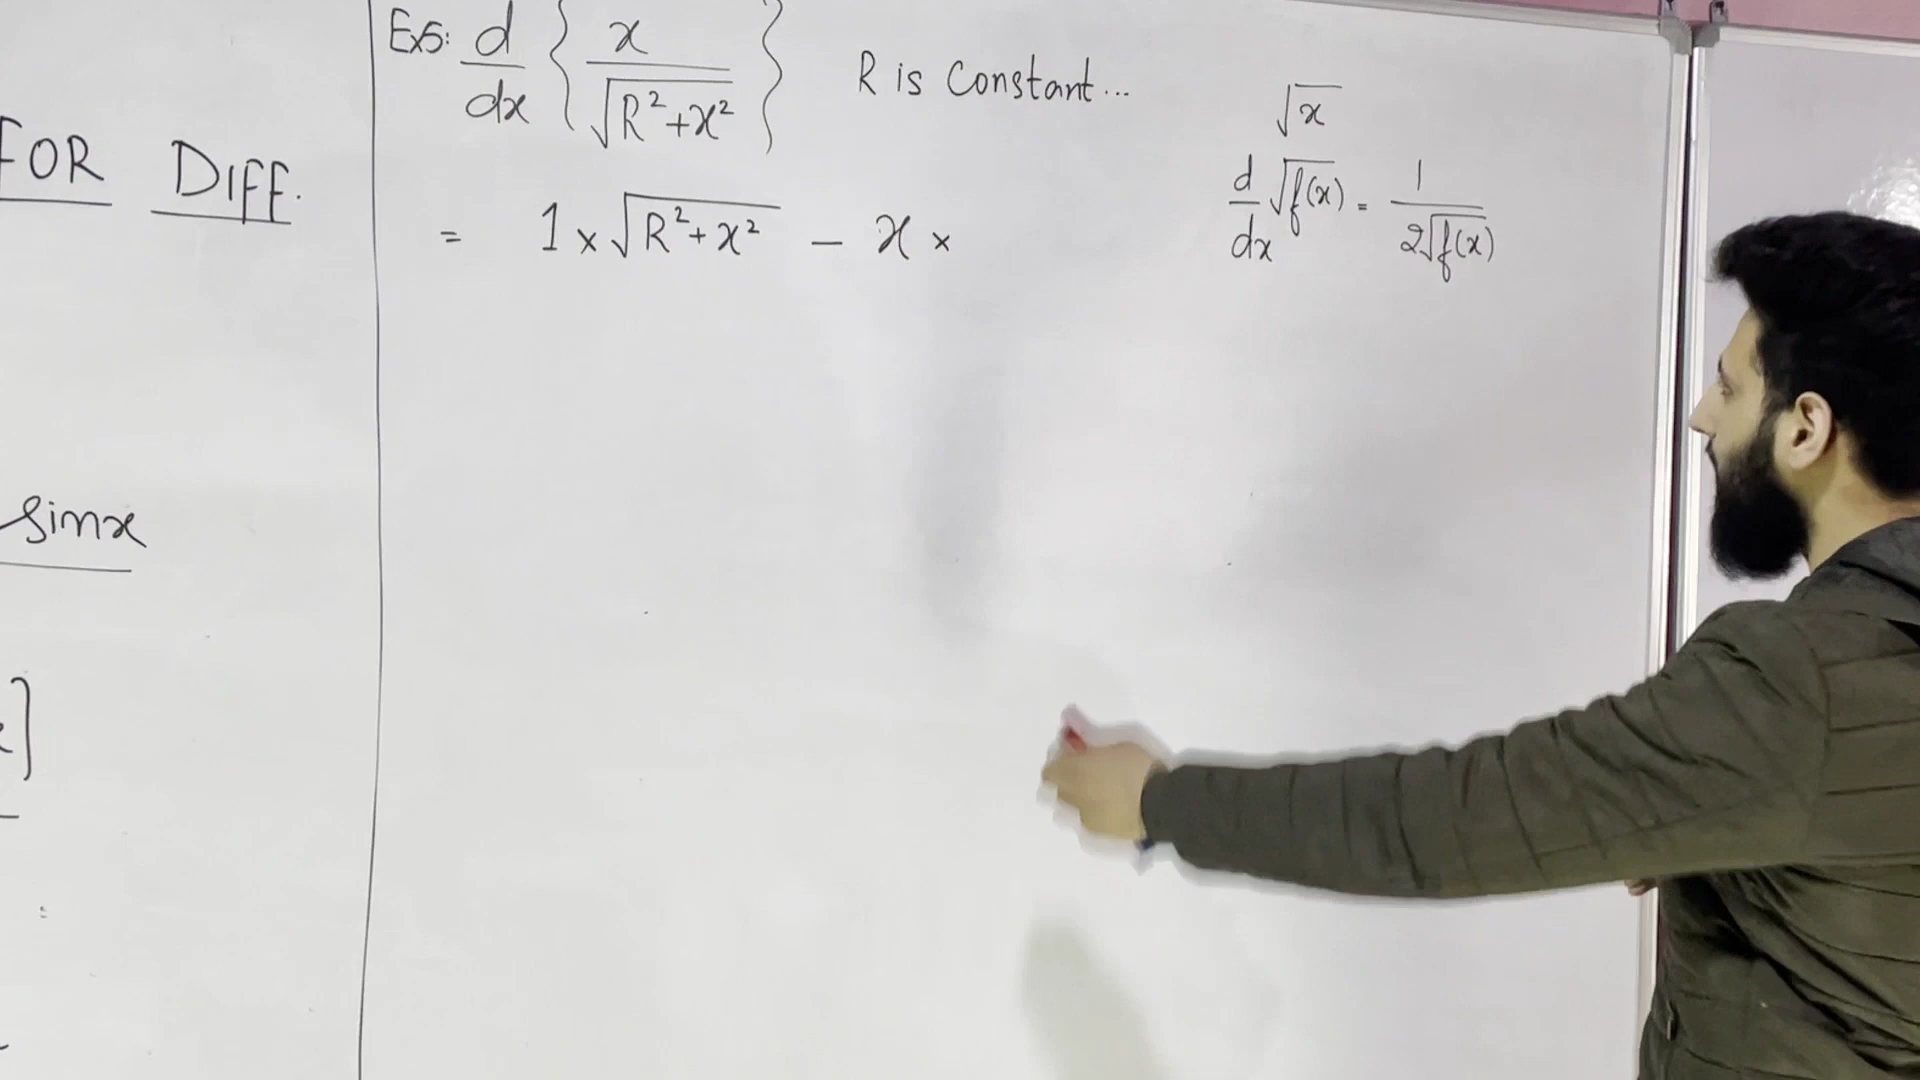 FOR DIFF.
sinx
Ex5: d/dx { x/√(R²+x²) } R is Constant...
= 1 × √(R²+x²) − x ×
√x
d/dx √f(x) = 1/(2√f(x))